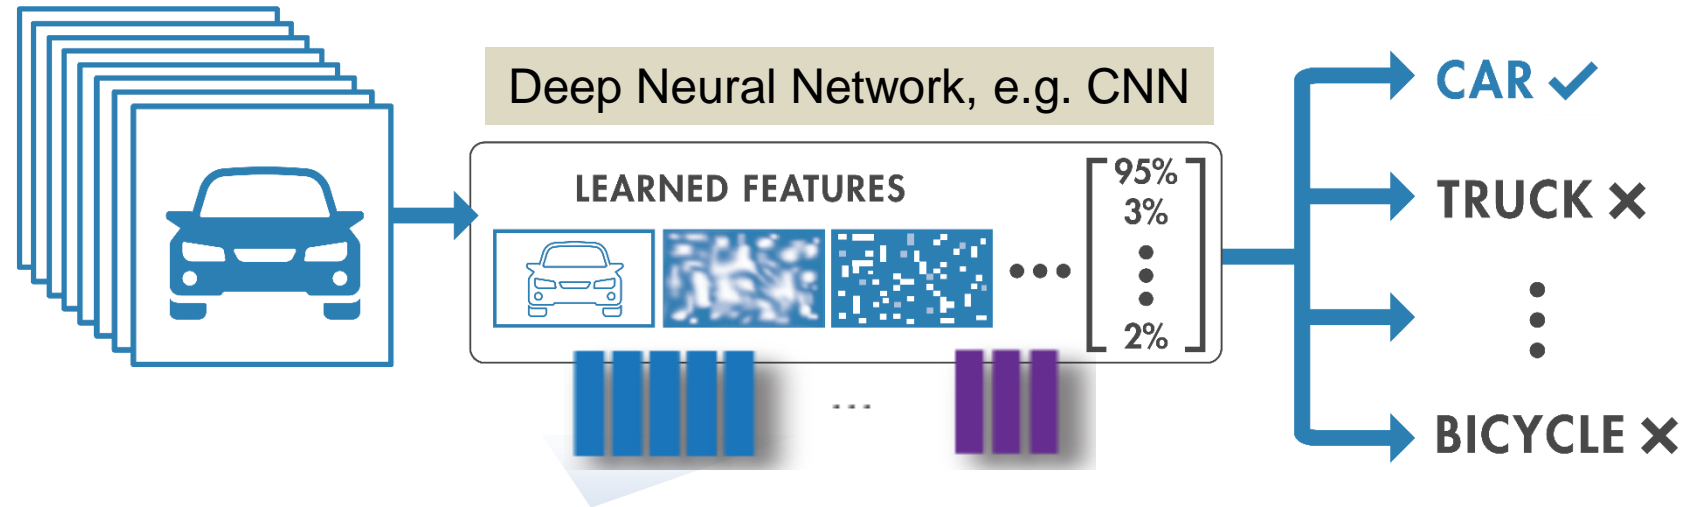 Deep Neural Network, e.g. CNN
LEARNED FEATURES
95%
3%
2%
CAR
TRUCK
BICYCLE